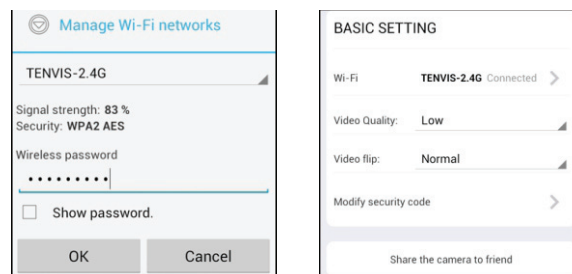 Manage Wi-Fi networks
TENVIS-2.4G
Signal strength: 83 %
Security: WPA2 AES
Wireless password
•••••••••
Show password.
OK Cancel
BASIC SETTING
Wi-Fi TENVIS-2.4G Connected
Video Quality: Low
Video flip: Normal
Modify security code
Share the camera to friend